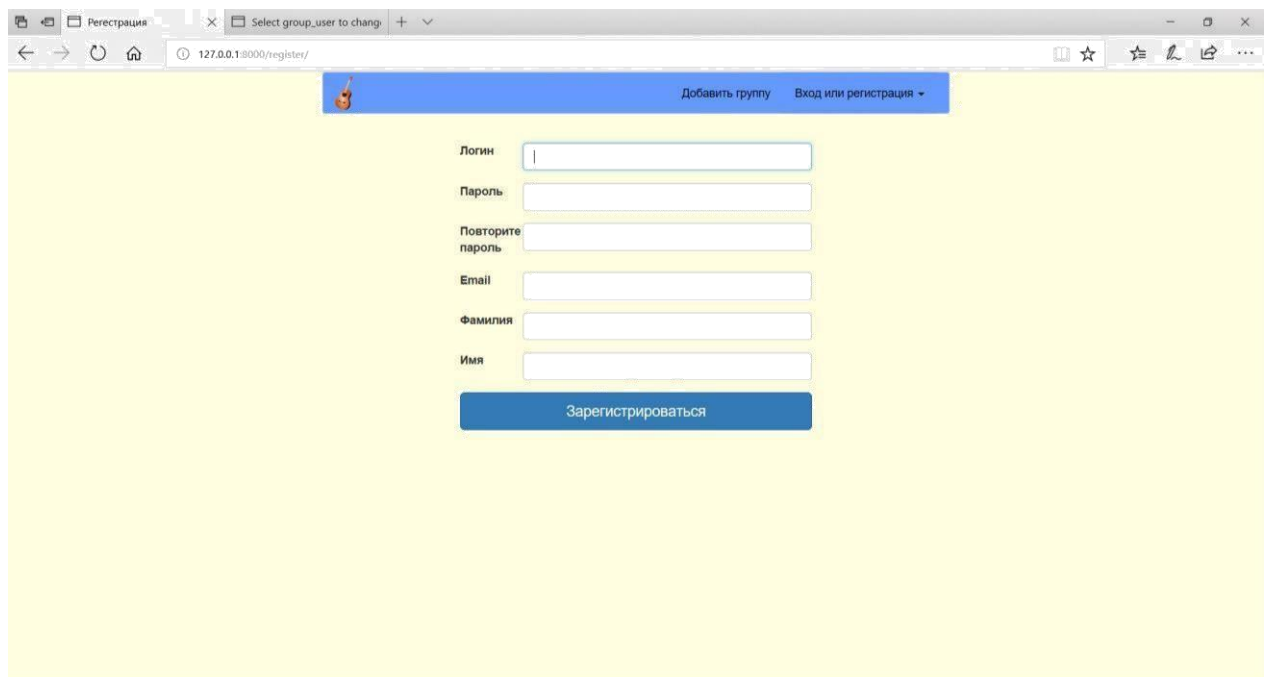 Регестрация
Select group_user to chang
127.0.0.1:8000/register/
Добавить группу Вход или регистрация
Логин
Пароль
Повторите
пароль
Email
Фамилия
Имя
Зарегистрироваться